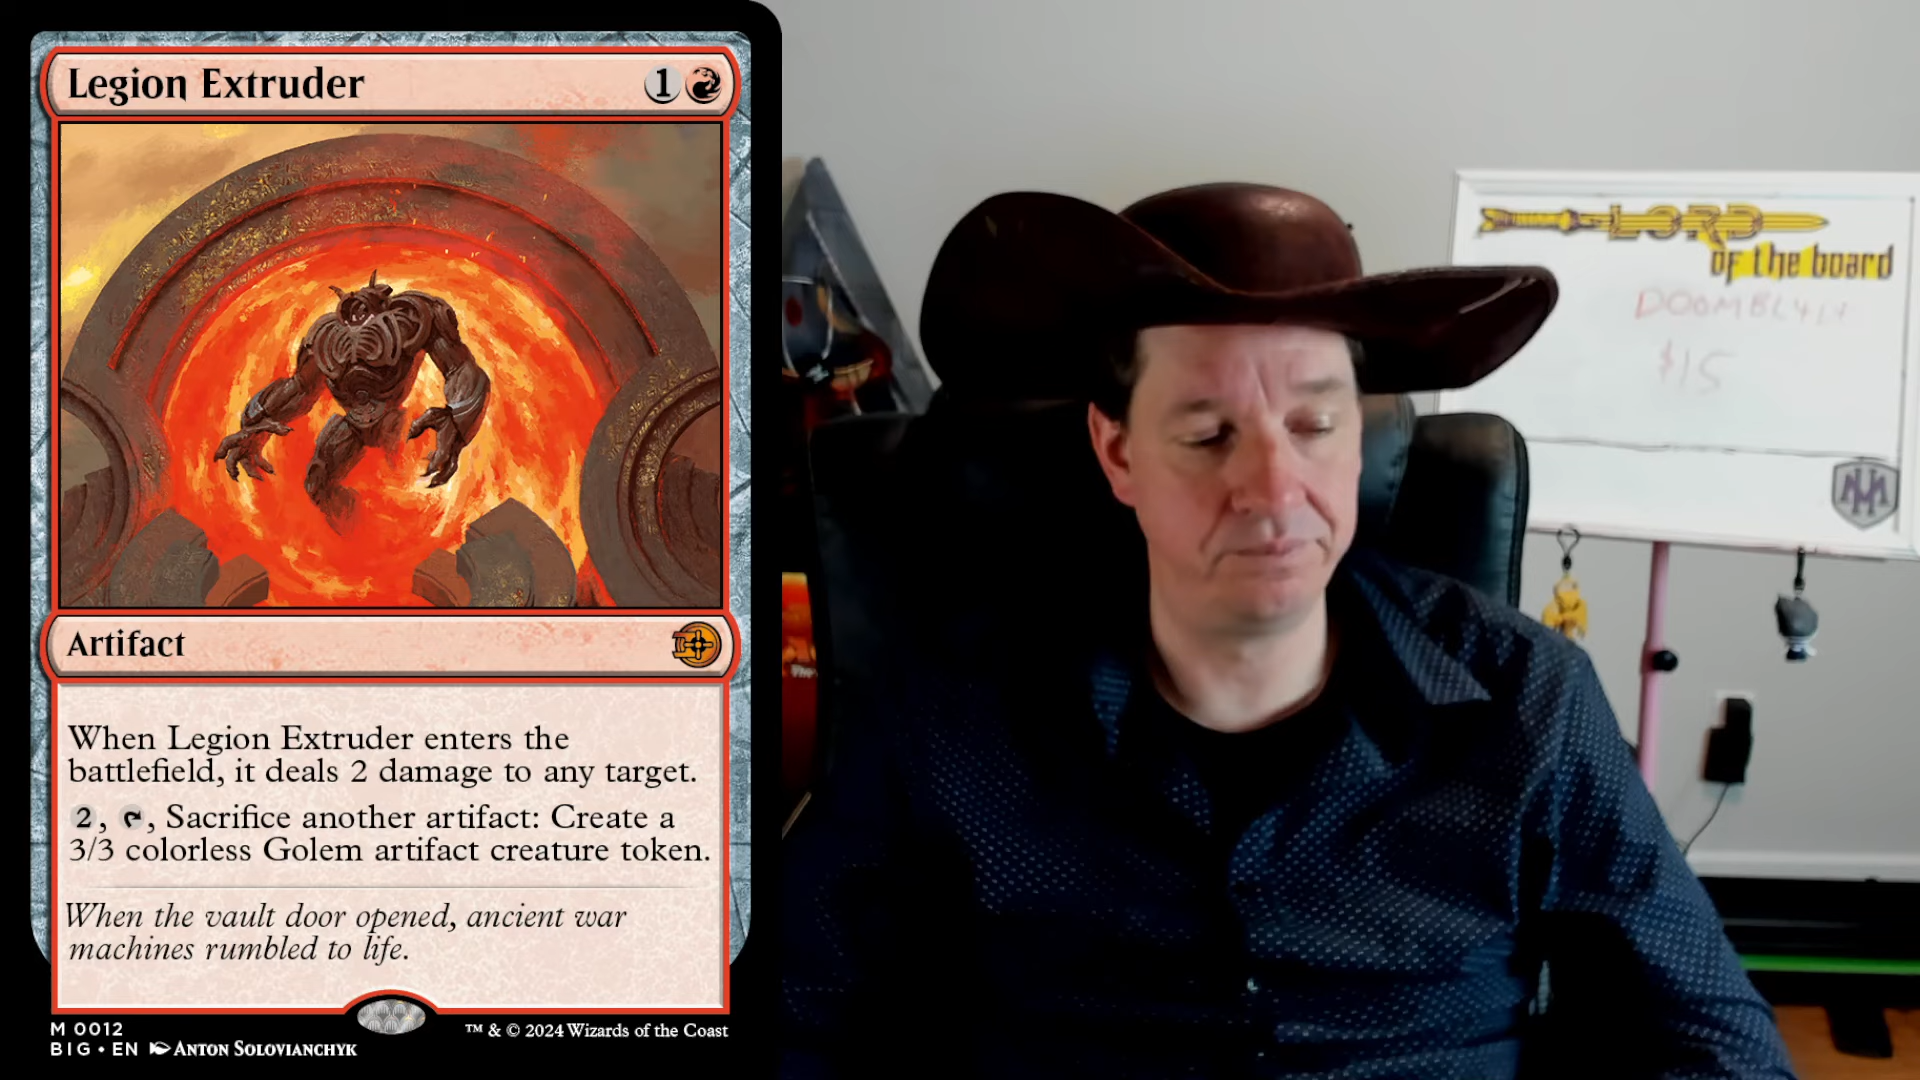 Legion Extruder
1
Artifact
When Legion Extruder enters the
battlefield, it deals 2 damage to any target.
2, , Sacrifice another artifact: Create a
3/3 colorless Golem artifact creature token.
When the vault door opened, ancient war
machines rumbled to life.
M 0012
BIG • EN ANTON SOLOVIANCHYK
™ & © 2024 Wizards of the Coast
LORD
of the board
$15